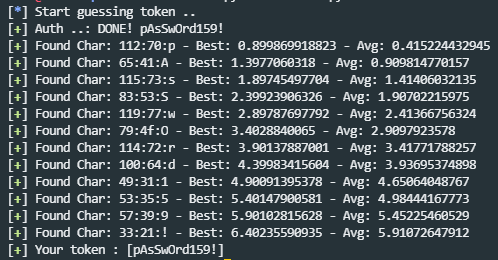 [*] Start guessing token ..
[+] Auth ..: DONE! pAsSwOrd159!
[+] Found Char: 112:70:p - Best: 0.899869918823 - Avg: 0.415224432945
[+] Found Char: 65:41:A - Best: 1.3977060318 - Avg: 0.909814770157
[+] Found Char: 115:73:s - Best: 1.89745497704 - Avg: 1.41406032135
[+] Found Char: 83:53:S - Best: 2.39923906326 - Avg: 1.90702215975
[+] Found Char: 119:77:w - Best: 2.89787697792 - Avg: 2.41366756324
[+] Found Char: 79:4f:O - Best: 3.4028840065 - Avg: 2.9097923578
[+] Found Char: 114:72:r - Best: 3.90137887001 - Avg: 3.41771788257
[+] Found Char: 100:64:d - Best: 4.39983415604 - Avg: 3.93695374898
[+] Found Char: 49:31:1 - Best: 4.90091395378 - Avg: 4.65064048767
[+] Found Char: 53:35:5 - Best: 5.40147900581 - Avg: 4.98444167773
[+] Found Char: 57:39:9 - Best: 5.90102815628 - Avg: 5.45225460529
[+] Found Char: 33:21:! - Best: 6.40235590935 - Avg: 5.91072647912
[+] Your token : [pAsSwOrd159!]